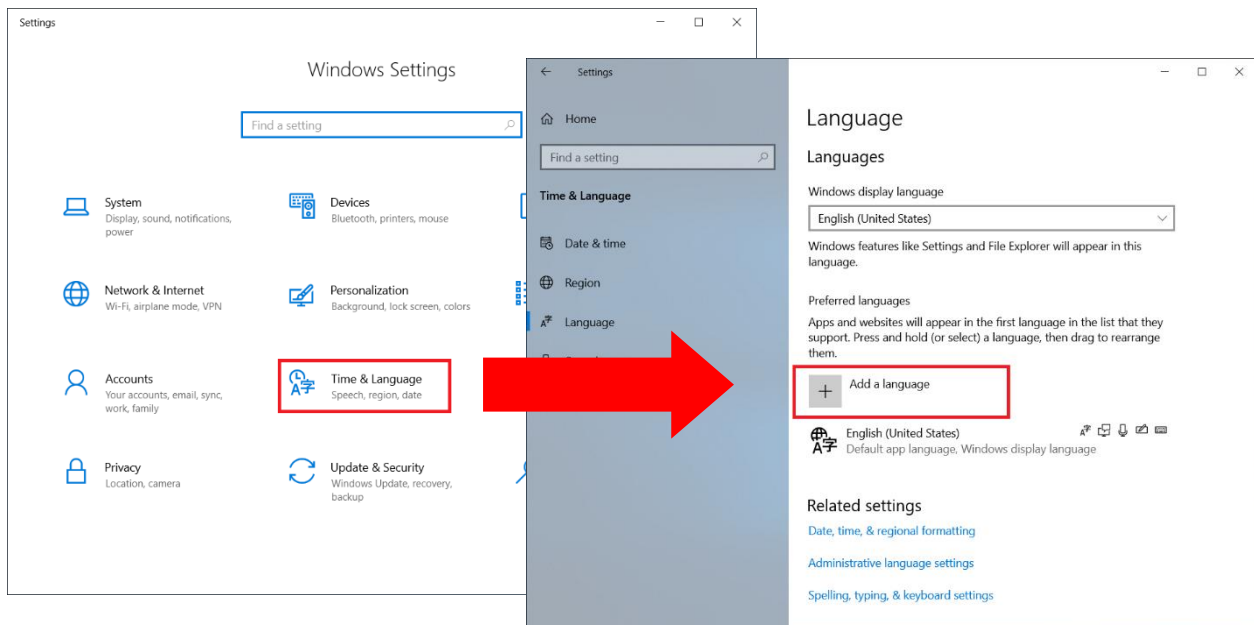 Settings
Windows Settings
Find a setting
System
Display, sound, notifications,
power
Devices
Bluetooth, printers, mouse
Network & Internet
Wi-Fi, airplane mode, VPN
Personalization
Background, lock screen, colors
Accounts
Your accounts, email, sync,
work, family
Time & Language
Speech, region, date
Privacy
Location, camera
Update & Security
Windows Update, recovery,
backup
Settings
Home
Find a setting
Time & Language
Date & time
Region
Language
Language
Languages
Windows display language
English (United States)
Windows features like Settings and File Explorer will appear in this
language.
Preferred languages
Apps and websites will appear in the first language in the list that they
support. Press and hold (or select) a language, then drag to rearrange
them.
Add a language
English (United States)
Default app language, Windows display language
Related settings
Date, time, & regional formatting
Administrative language settings
Spelling, typing, & keyboard settings